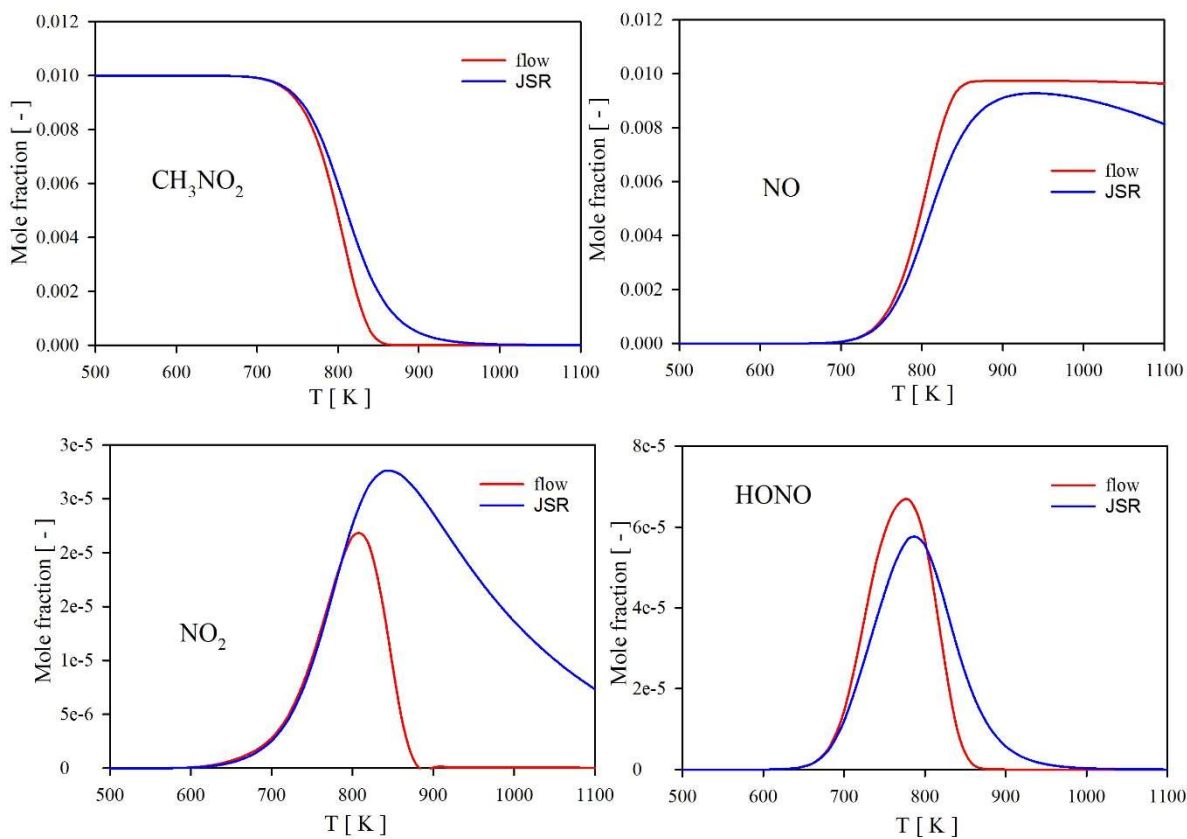 0.012
0.010
0.008
0.006
0.004
0.002
0.000
Mole fraction [ - ]
flow
JSR
CH₃NO₂
500 600 700 800 900 1000 1100
T [ K ]
0.012
0.010
0.008
0.006
0.004
0.002
0.000
Mole fraction [ - ]
NO
flow
JSR
500 600 700 800 900 1000 1100
T [ K ]
3e-5
3e-5
2e-5
2e-5
1e-5
5e-6
0
Mole fraction [ - ]
flow
JSR
NO₂
500 600 700 800 900 1000 1100
T [ K ]
8e-5
6e-5
4e-5
2e-5
0
Mole fraction [ - ]
HONO
flow
JSR
500 600 700 800 900 1000 1100
T [ K ]